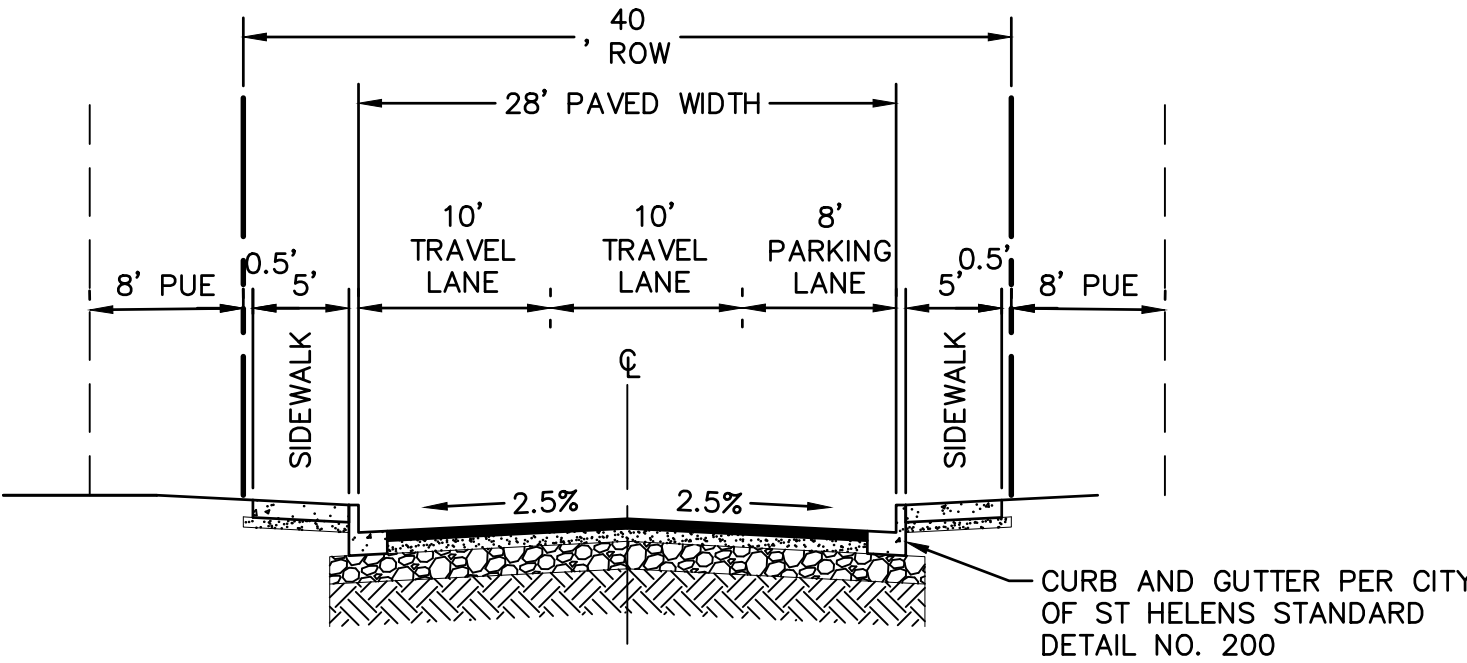 40
' ROW
28' PAVED WIDTH
10'
TRAVEL
LANE
10'
TRAVEL
LANE
8'
PARKING
LANE
8' PUE
0.5'
5'
0.5'
5'
8' PUE
SIDEWALK
℄
SIDEWALK
2.5%
2.5%
CURB AND GUTTER PER CITY
OF ST HELENS STANDARD
DETAIL NO. 200